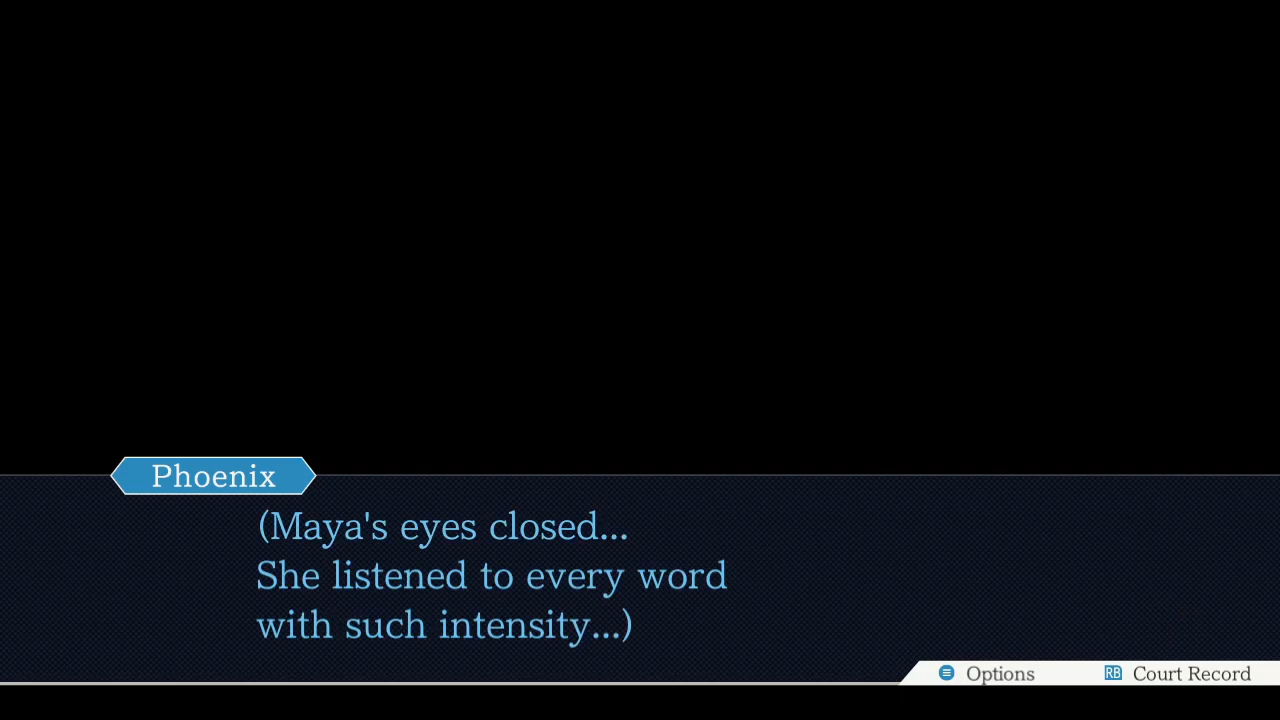 Phoenix
(Maya's eyes closed...
She listened to every word
with such intensity...)
Options
RB Court Record